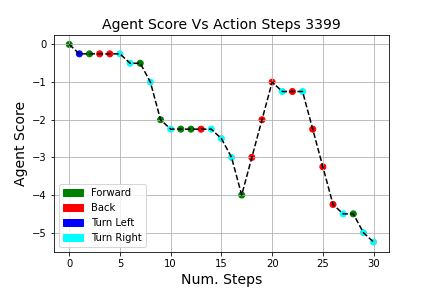 Agent Score Vs Action Steps 3399
0
−1
−2
−3
−4
−5
Agent Score
Forward
Back
Turn Left
Turn Right
0 5 10 15 20 25 30
Num. Steps